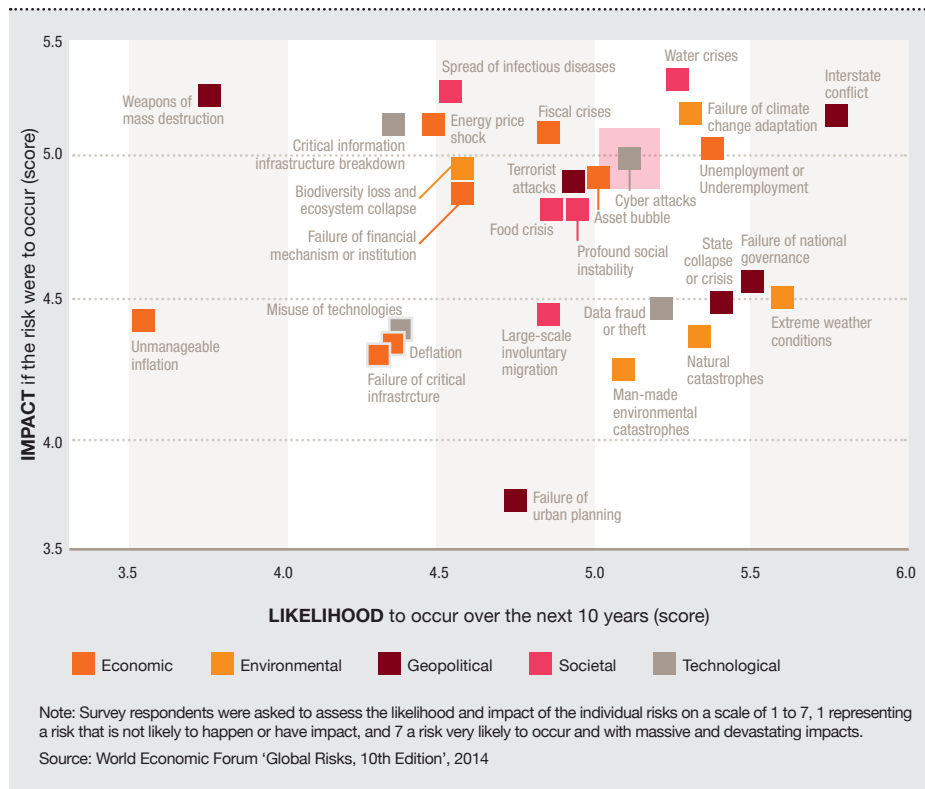 5.5
Spread of infectious diseases
Water crises
Interstate
conflict
Weapons of
mass destruction
Fiscal crises
Failure of climate
change adaptation
Energy price
shock
Critical information
infrastructure breakdown
5.0
Terrorist
attacks
Unemployment or
Underemployment
Biodiversity loss and
ecosystem collapse
Cyber attacks
Asset bubble
Food crisis
Failure of financial
mechanism or institution
Profound social
instability
State
collapse
or crisis
Failure of national
governance
4.5
Misuse of technologies
Data fraud
or theft
Extreme weather
conditions
Unmanageable
inflation
Deflation
Large-scale
involuntary
migration
Natural
catastrophes
Failure of critical
infrastrcture
Man-made
environmental
catastrophes
4.0
Failure of
urban planning
3.5
IMPACT if the risk were to occur (score)
3.5 4.0 4.5 5.0 5.5 6.0
LIKELIHOOD to occur over the next 10 years (score)
Economic Environmental Geopolitical Societal Technological
Note: Survey respondents were asked to assess the likelihood and impact of the individual risks on a scale of 1 to 7, 1 representing
a risk that is not likely to happen or have impact, and 7 a risk very likely to occur and with massive and devastating impacts.
Source: World Economic Forum ‘Global Risks, 10th Edition’, 2014